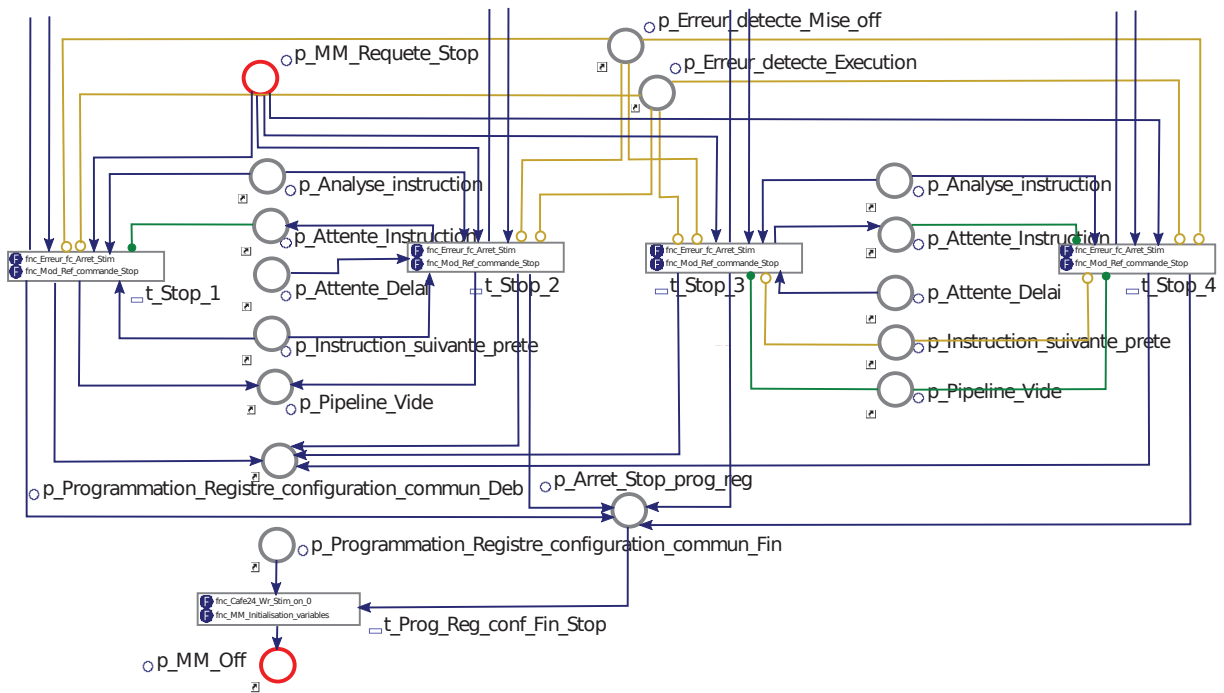 p_Erreur_detecte_Mise_off
p_MM_Requete_Stop
p_Erreur_detecte_Execution
p_Analyse_instruction
p_Analyse_instruction
p_Attente_Instruction
p_Attente_Instruction
F fnc_Erreur_fc_Arret_Stim
F fnc_Mod_Ref_commande_Stop
t_Stop_1
F fnc_Erreur_fc_Arret_Stim
F fnc_Mod_Ref_commande_Stop
t_Stop_2
F fnc_Erreur_fc_Arret_Stim
F fnc_Mod_Ref_commande_Stop
t_Stop_3
F fnc_Erreur_fc_Arret_Stim
F fnc_Mod_Ref_commande_Stop
t_Stop_4
p_Attente_Delai
p_Attente_Delai
p_Instruction_suivante_prete
p_Instruction_suivante_prete
p_Pipeline_Vide
p_Pipeline_Vide
p_Programmation_Registre_configuration_commun_Deb
p_Arret_Stop_prog_reg
p_Programmation_Registre_configuration_commun_Fin
F fnc_Cafe24_Wr_Stim_on_0
F fnc_MM_Initialisation_variables
t_Prog_Reg_conf_Fin_Stop
p_MM_Off